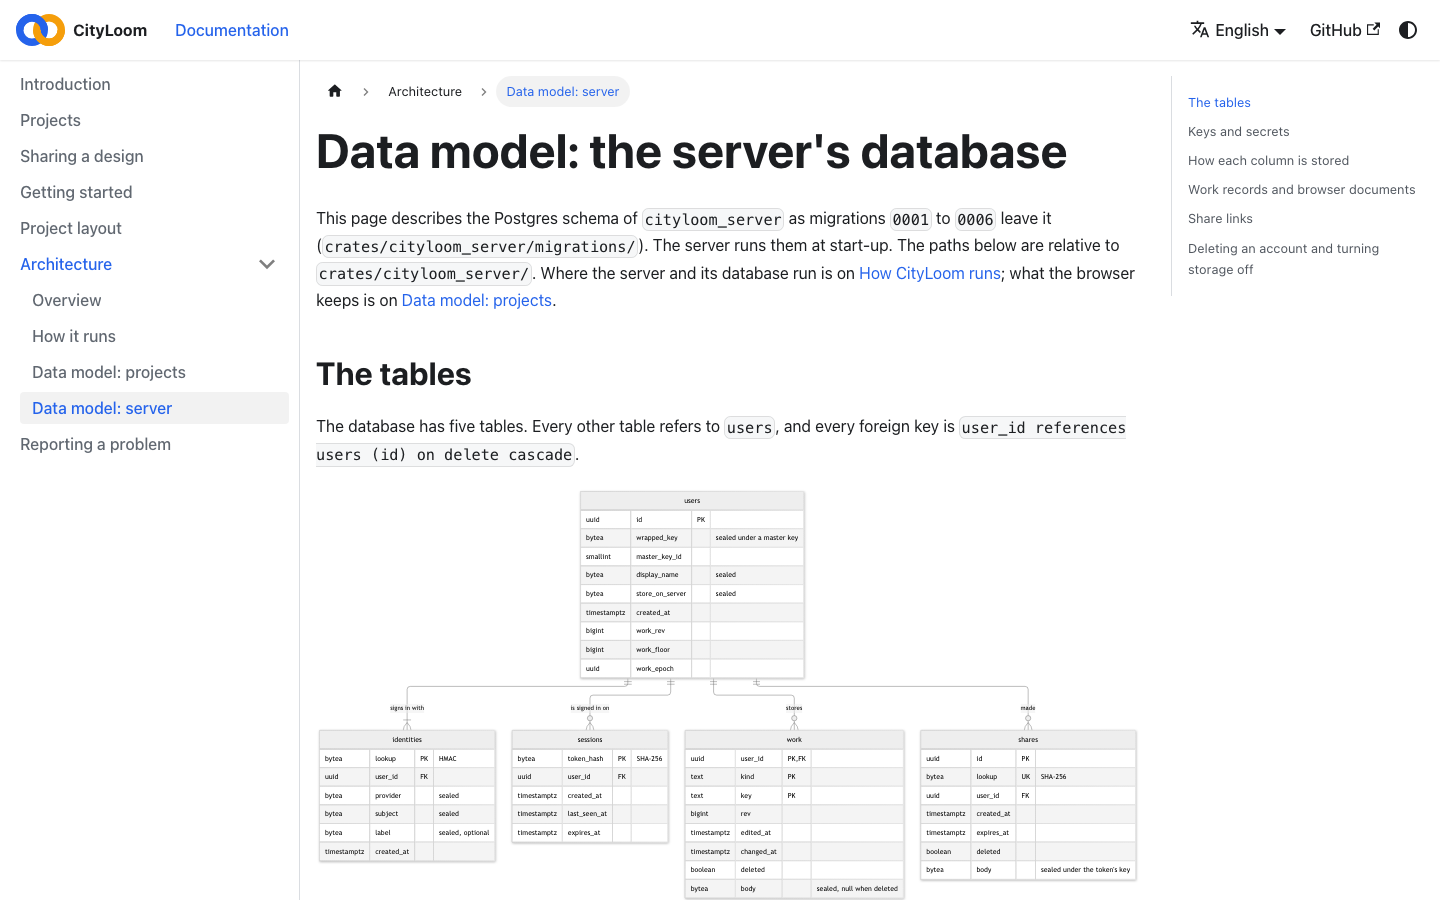 CityLoom
Documentation
English
GitHub
Introduction
Projects
Sharing a design
Getting started
Project layout
Architecture
Overview
How it runs
Data model: projects
Data model: server
Reporting a problem
Architecture
Data model: server
Data model: the server's database
This page describes the Postgres schema of cityloom_server as migrations 0001 to 0006 leave it
(crates/cityloom_server/migrations/). The server runs them at start-up. The paths below are relative to
crates/cityloom_server/. Where the server and its database run is on How CityLoom runs; what the browser
keeps is on Data model: projects.
The tables
The database has five tables. Every other table refers to users, and every foreign key is user_id references
users (id) on delete cascade.
users
uuid id PK
bytea wrapped_key sealed under a master key
smallint master_key_id
bytea display_name sealed
bytea store_on_server sealed
timestamptz created_at
bigint work_rev
bigint work_floor
uuid work_epoch
signs in with
is signed in on
stores
made
identities
bytea lookup PK HMAC
uuid user_id FK
bytea provider sealed
bytea subject sealed
bytea label sealed, optional
timestamptz created_at
sessions
bytea token_hash PK SHA-256
uuid user_id FK
timestamptz created_at
timestamptz last_seen_at
timestamptz expires_at
work
uuid user_id PK,FK
text kind PK
text key PK
bigint rev
timestamptz edited_at
timestamptz changed_at
boolean deleted
bytea body sealed, null when deleted
shares
uuid id PK
bytea lookup UK SHA-256
uuid user_id FK
timestamptz created_at
timestamptz expires_at
boolean deleted
bytea body sealed under the token's key
The tables
Keys and secrets
How each column is stored
Work records and browser documents
Share links
Deleting an account and turning
storage off